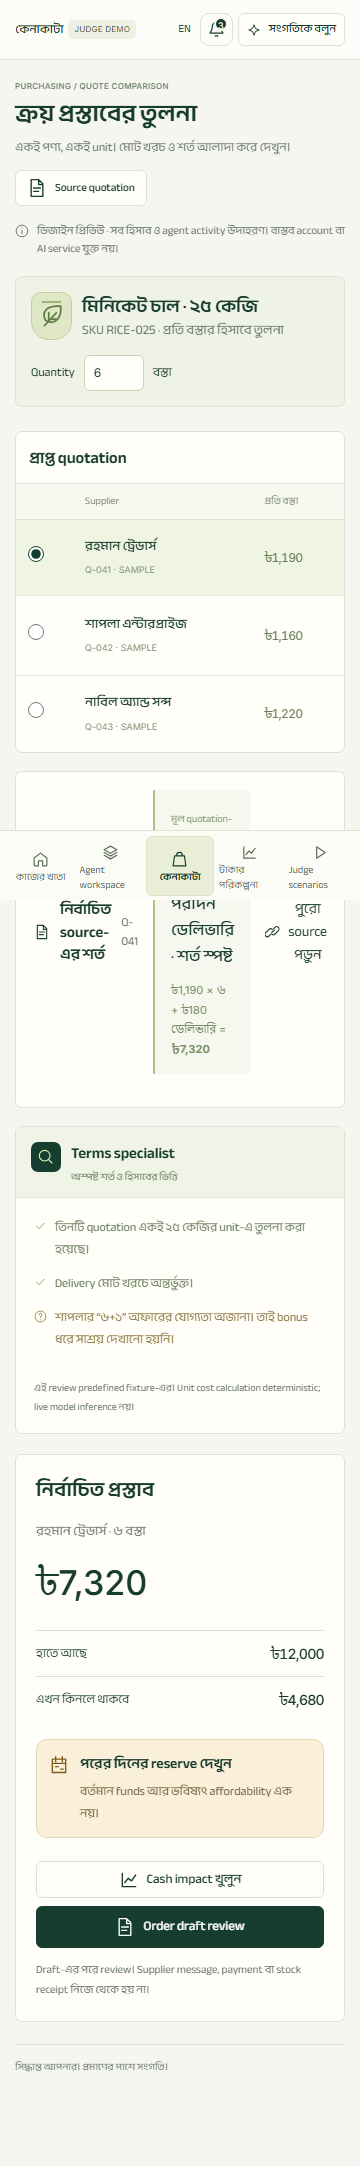 কেনাকাটা JUDGE DEMO EN 3 সংগতিকে বলুন
PURCHASING / QUOTE COMPARISON
ক্রয় প্রস্তাবের তুলনা
একই পণ্য, একই unit। মোট খরচ ও শর্ত আলাদা করে দেখুন।
Source quotation
ডিজাইন প্রিভিউ · সব হিসাব ও agent activity উদাহরণ। বাস্তব account বা
AI service যুক্ত নয়।
মিনিকেট চাল · ২৫ কেজি
SKU RICE-025 · প্রতি বস্তার হিসাবে তুলনা
Quantity 6 বস্তা
প্রাপ্ত quotation
Supplier প্রতি বস্তা
রহমান ট্রেডার্স
Q-041 · SAMPLE
৳1,190
শাপলা এন্টারপ্রাইজ
Q-042 · SAMPLE
৳1,160
নাবিল অ্যান্ড সন্স
Q-043 · SAMPLE
৳1,220
মূল quotation-
কাজের খাতা
Agent
workspace
কেনাকাটা
টাকার
পরিকল্পনা
Judge
scenarios
নির্বাচিত
source-
এর শর্ত
Q-
041
পরদিন
ডেলিভারি
· শর্ত স্পষ্ট
৳1,190 × ৬
+ ৳180
ডেলিভারি =
৳7,320
পুরো
source
পড়ুন
Terms specialist
অস্পষ্ট শর্ত ও হিসাবের ভিত্তি
তিনটি quotation একই ২৫ কেজির unit-এ তুলনা করা
হয়েছে।
Delivery মোট খরচে অন্তর্ভুক্ত।
শাপলার “৬+১” অফারের যোগ্যতা অজানা। তাই bonus
ধরে সাশ্রয় দেখানো হয়নি।
এই review predefined fixture-এর। Unit cost calculation deterministic;
live model inference নয়।
নির্বাচিত প্রস্তাব
রহমান ট্রেডার্স · ৬ বস্তা
৳7,320
হাতে আছে ৳12,000
এখন কিনলে থাকবে ৳4,680
পরের দিনের reserve দেখুন
বর্তমান funds আর ভবিষ্যৎ affordability এক
নয়।
Cash impact খুলুন
Order draft review
Draft-এর পরে review। Supplier message, payment বা stock
receipt নিজে থেকে হয় না।
সিদ্ধান্ত আপনার। প্রমাণের পাশে সংগতি।